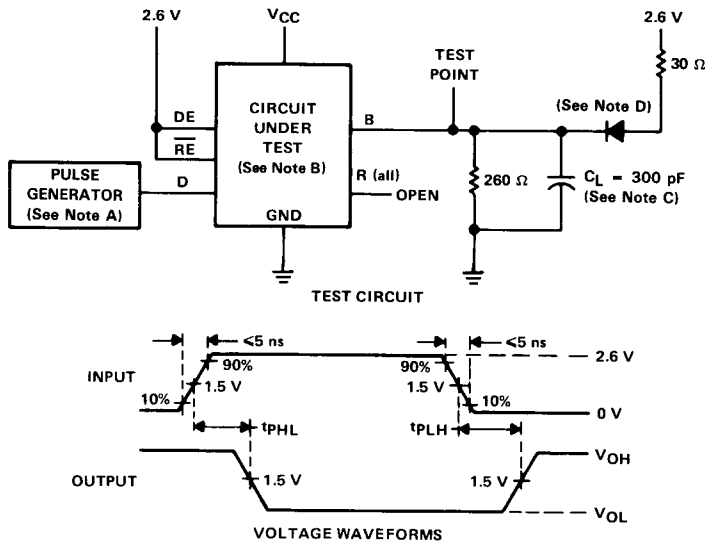 2.6 V
VCC
2.6 V
30 Ω
TEST
POINT
(See Note D)
DE
RE
CIRCUIT
UNDER
TEST
(See Note B)
B
PULSE
GENERATOR
(See Note A)
D
R (all)
OPEN
260 Ω
CL = 300 pF
(See Note C)
GND
TEST CIRCUIT
≤5 ns
≤5 ns
INPUT
90%
90%
2.6 V
1.5 V
1.5 V
10%
10%
0 V
tPHL
tPLH
OUTPUT
VOH
1.5 V
1.5 V
VOL
VOLTAGE WAVEFORMS